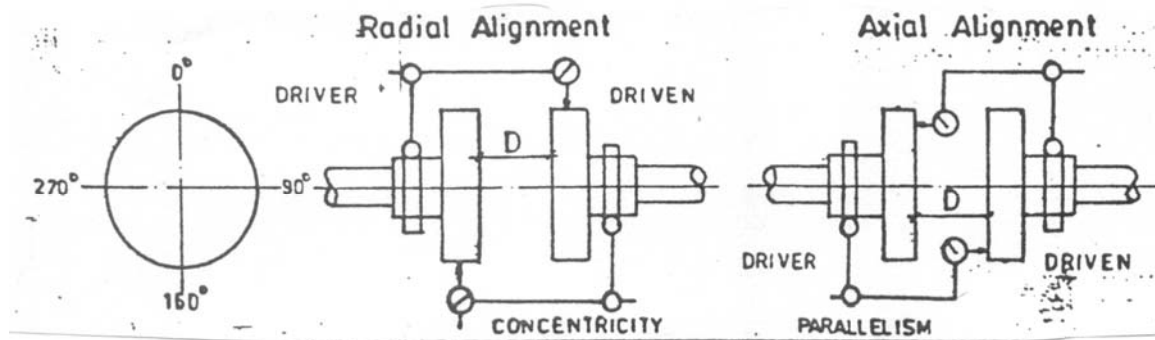 Radial Alignment
Axial Alignment
0°
DRIVER
DRIVEN
D
270°
90°
160°
CONCENTRICITY
D
DRIVER
DRIVEN
PARALLELISM